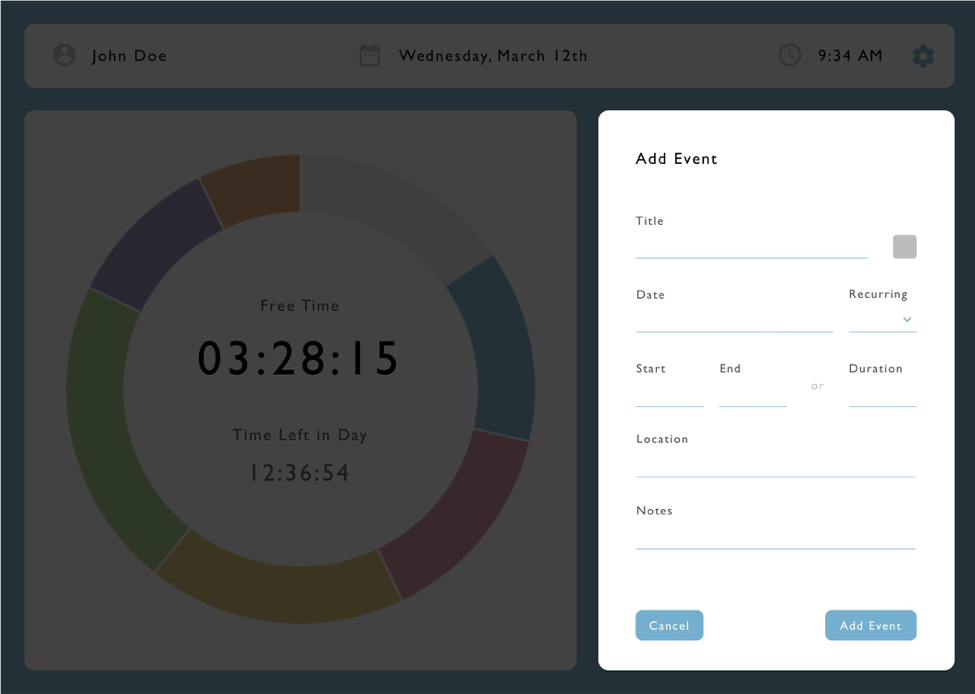 John Doe
Wednesday, March 12th
9:34 AM
Free Time
03:28:15
Time Left in Day
12:36:54
Add Event
Title
Date
Recurring
Start
End
or
Duration
Location
Notes
Cancel
Add Event